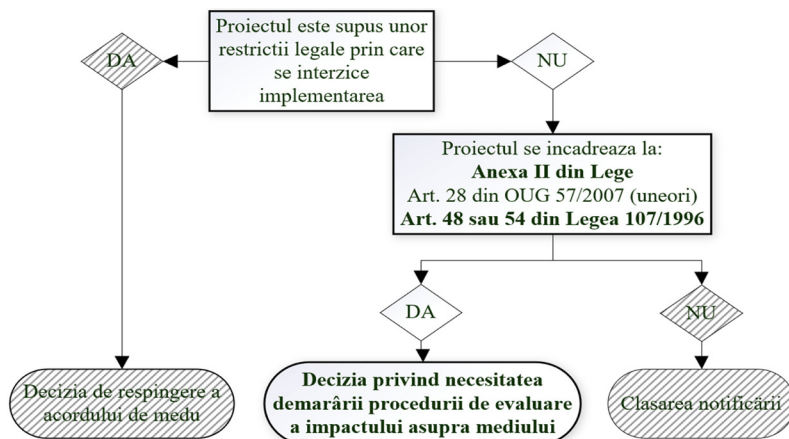 Proiectul este supus unor
restrictii legale prin care
se interzice
implementarea
DA
NU
Proiectul se incadreaza la:
Anexa II din Lege
Art. 28 din OUG 57/2007 (uneori)
Art. 48 sau 54 din Legea 107/1996
DA
NU
Decizia de respingere a
acordului de medu
Decizia privind necesitatea
demarârii procedurii de evaluare
a impactului asupra mediului
Clasarea notificării